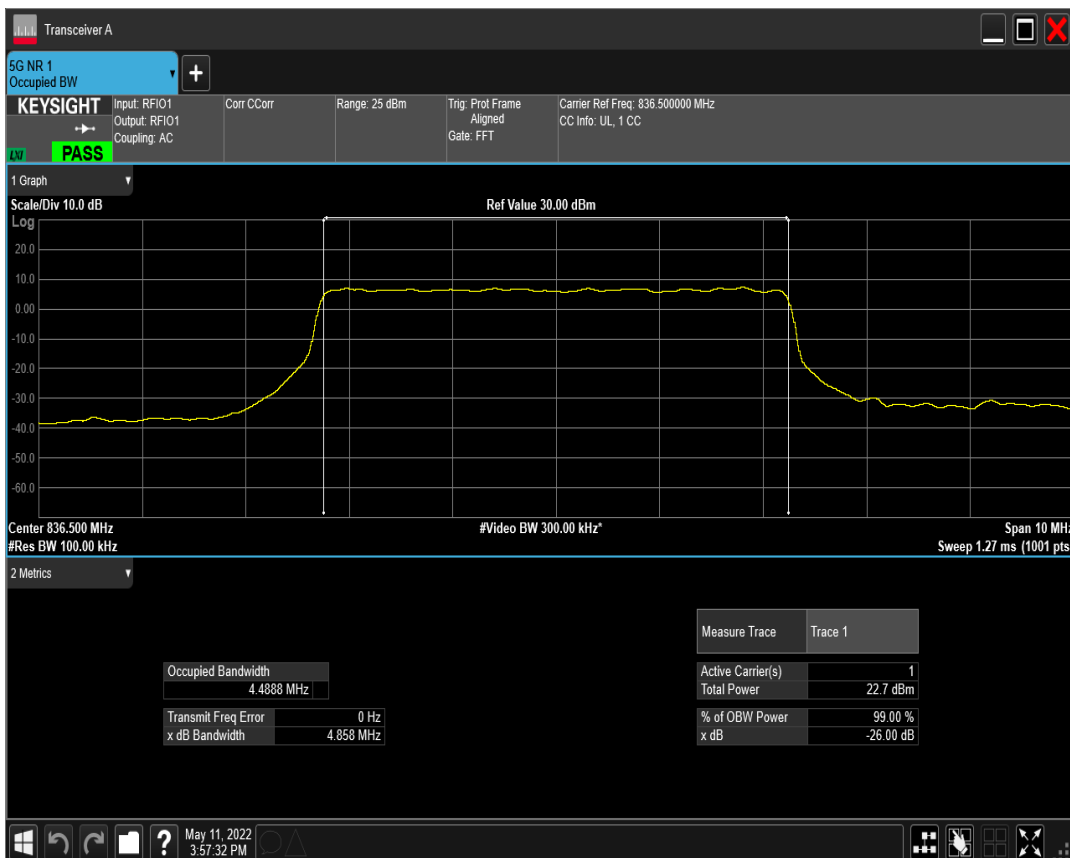 Transceiver A
5G NR 1
Occupied BW
KEYSIGHT
LXI
PASS
Input: RFIO1
Output: RFIO1
Coupling: AC
Corr CCorr
Range: 25 dBm
Trig: Prot Frame
Aligned
Gate: FFT
Carrier Ref Freq: 836.500000 MHz
CC Info: UL, 1 CC
1 Graph
Scale/Div 10.0 dB
Ref Value 30.00 dBm
Log
20.0
10.0
0.00
-10.0
-20.0
-30.0
-40.0
-50.0
-60.0
Center 836.500 MHz
#Video BW 300.00 kHz*
Span 10 MHz
#Res BW 100.00 kHz
Sweep 1.27 ms (1001 pts
2 Metrics
Measure Trace Trace 1
Occupied Bandwidth
4.4888 MHz
Active Carrier(s) 1
Total Power 22.7 dBm
Transmit Freq Error 0 Hz
x dB Bandwidth 4.858 MHz
% of OBW Power 99.00 %
x dB -26.00 dB
?
May 11, 2022
3:57:32 PM